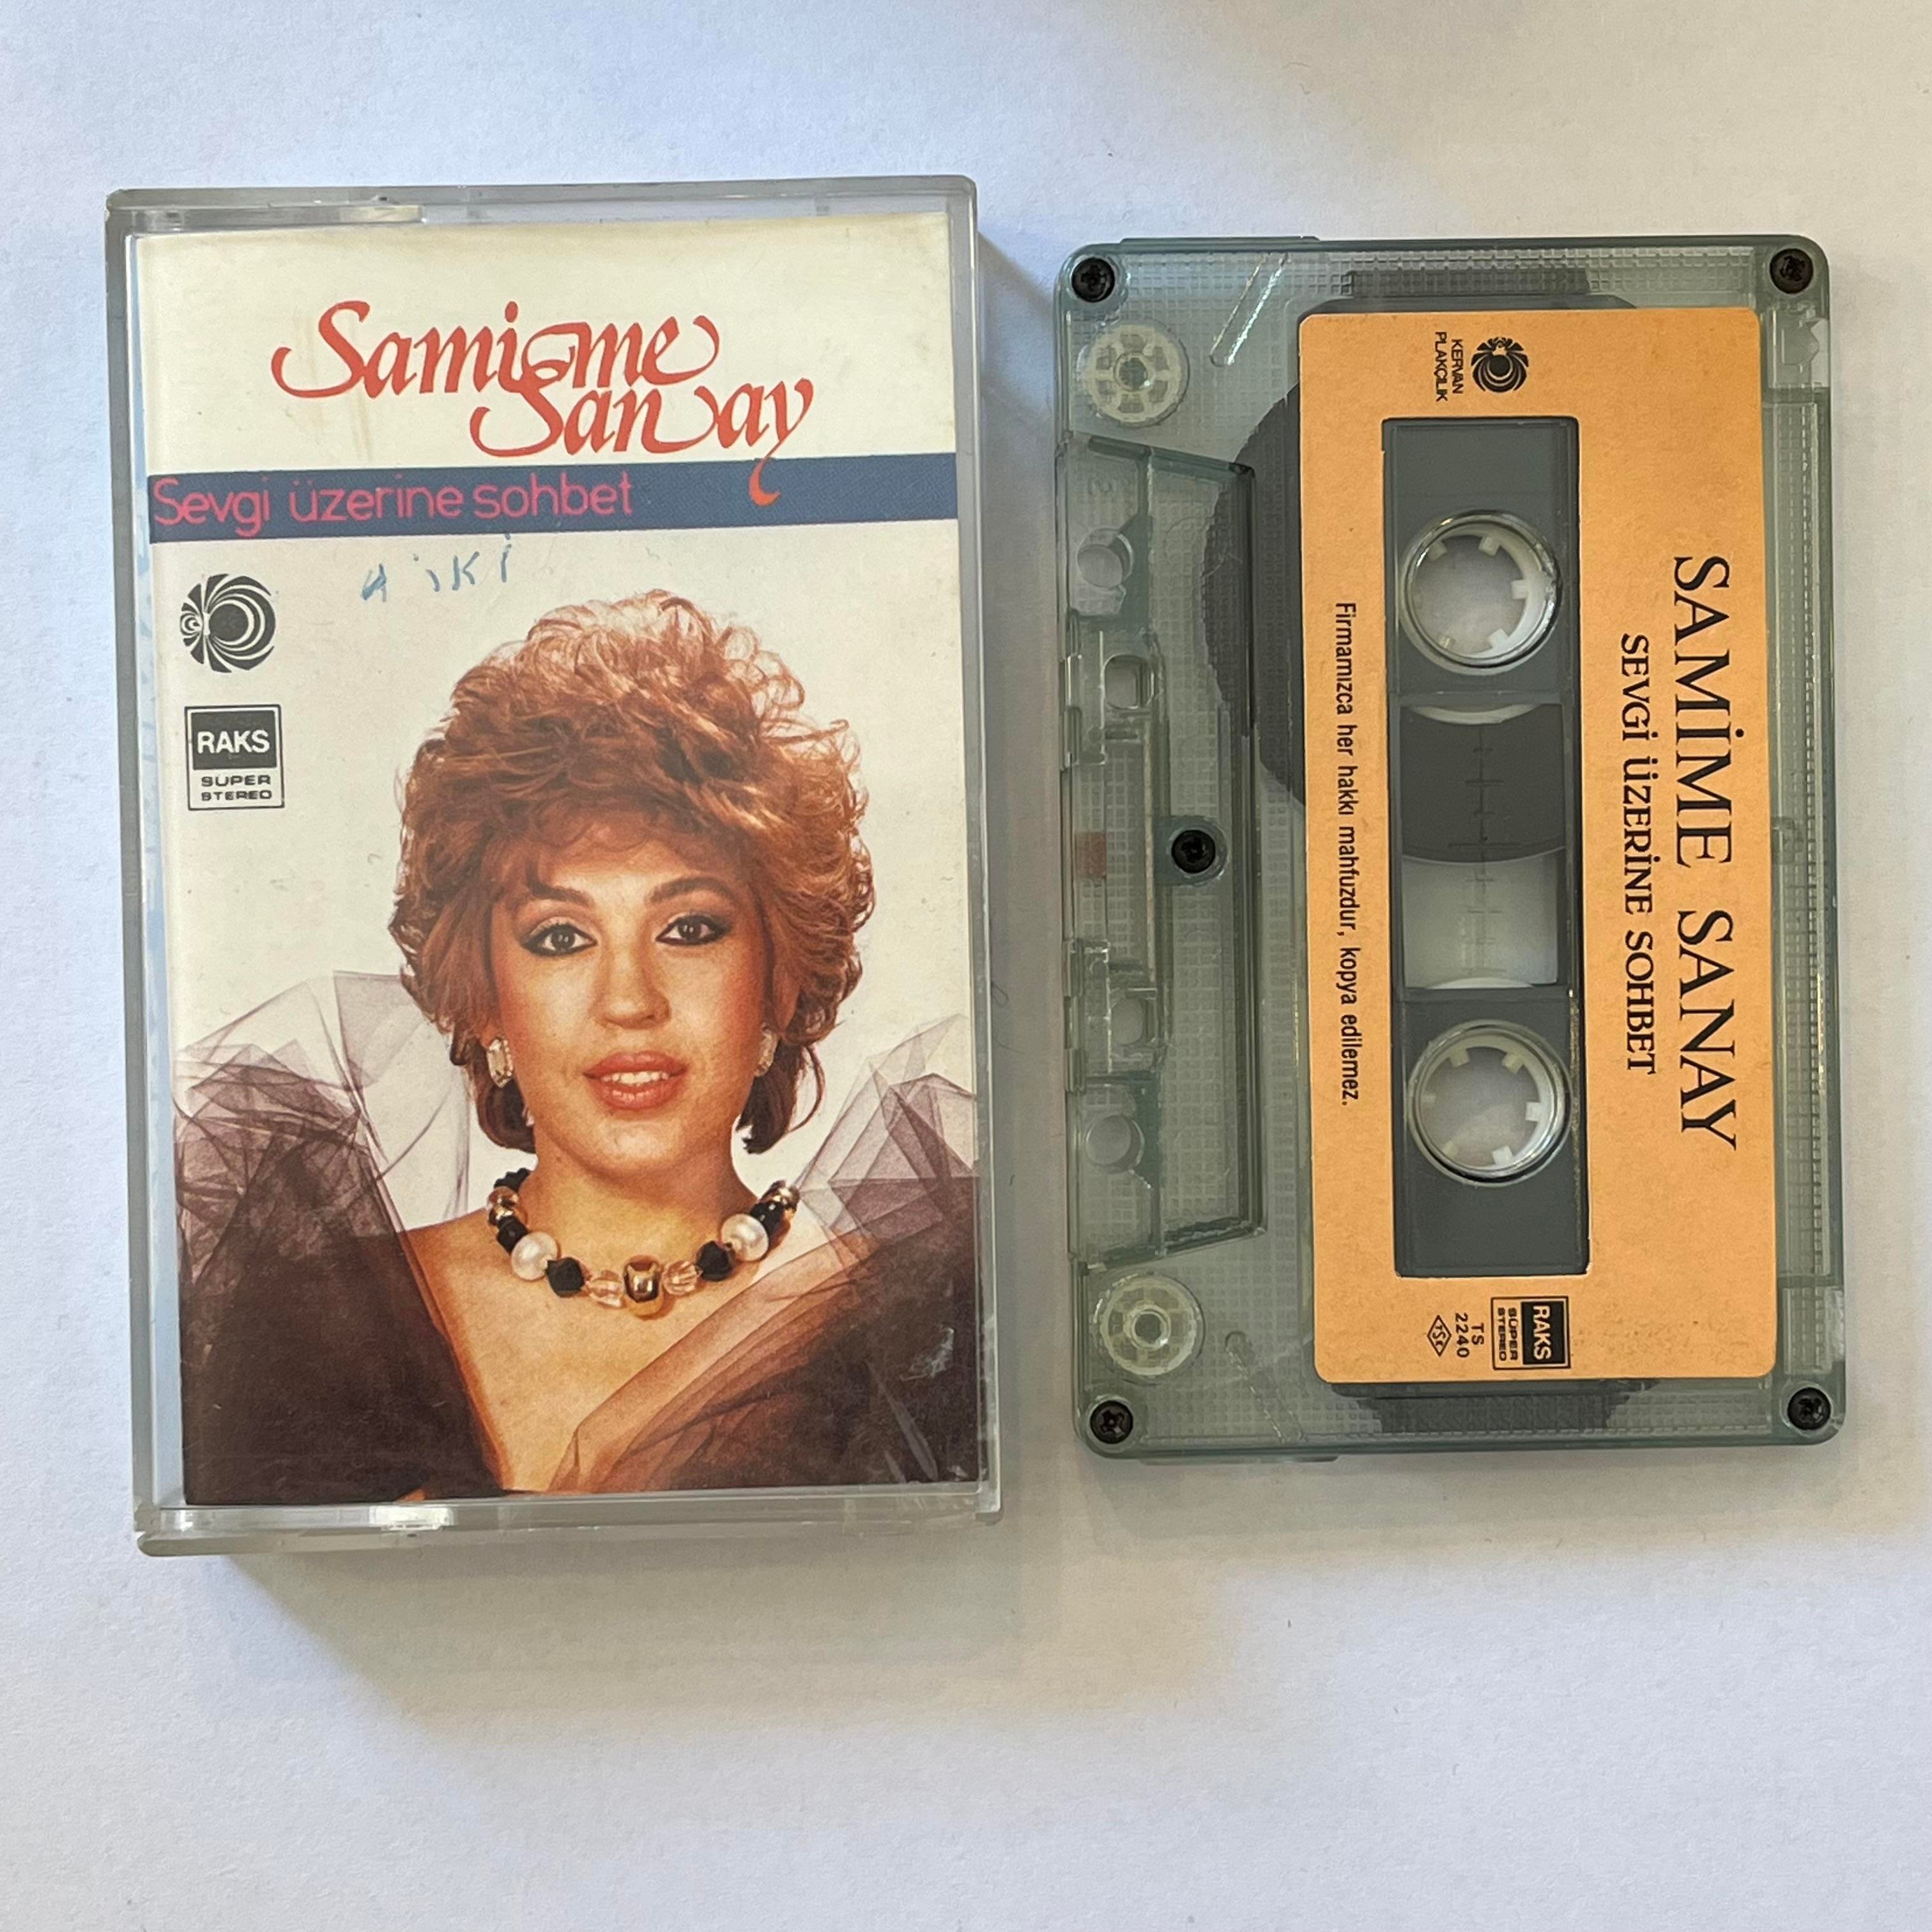 Samime
Sanay
Sevgi üzerine sohbet
RAKS
SÜPER
STEREO
KERVAN
PLAKÇILIK
SAMİME SANAY
SEVGİ ÜZERİNE SOHBET
Firmamızca her hakkı mahfuzdur, kopya edilemez.
RAKS
SÜPER
STEREO
TS
2240
TSE